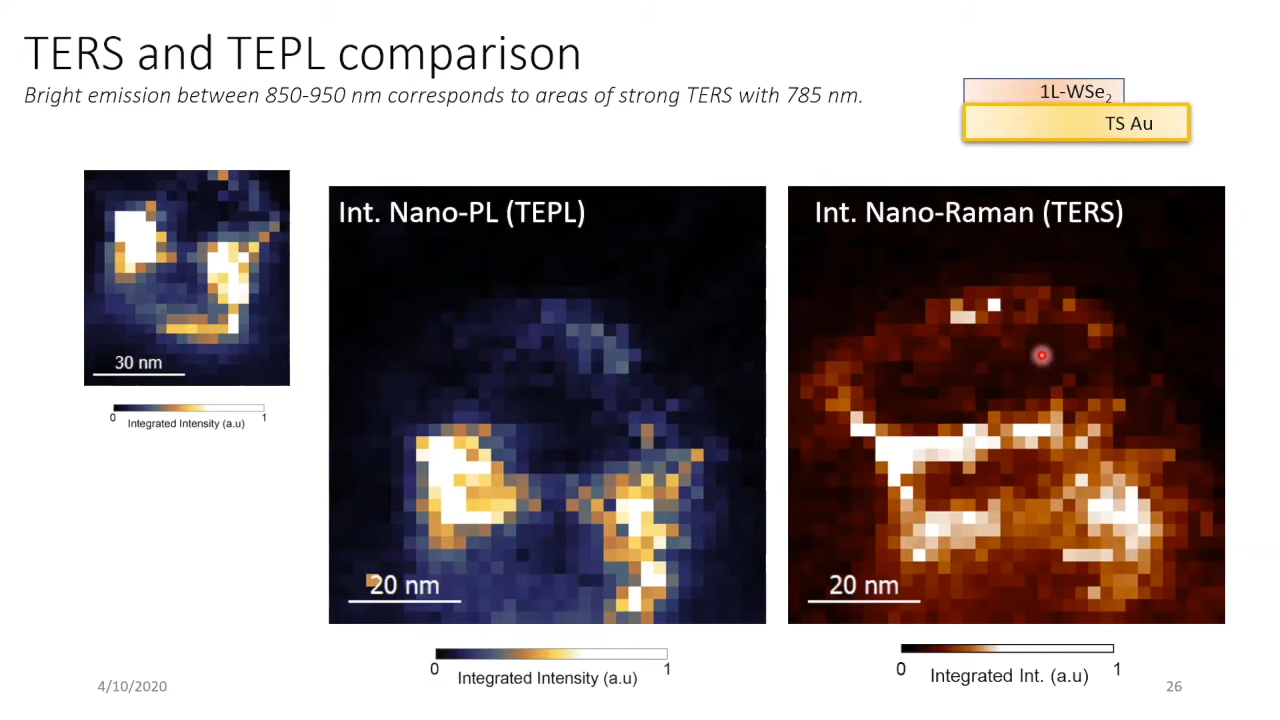 TERS and TEPL comparison
Bright emission between 850-950 nm corresponds to areas of strong TERS with 785 nm.
1L-WSe₂
TS Au
30 nm
0 1
Integrated Intensity (a.u)
Int. Nano-PL (TEPL)
20 nm
0 1
Integrated Intensity (a.u)
Int. Nano-Raman (TERS)
20 nm
0 1
Integrated Int. (a.u)
4/10/2020
26